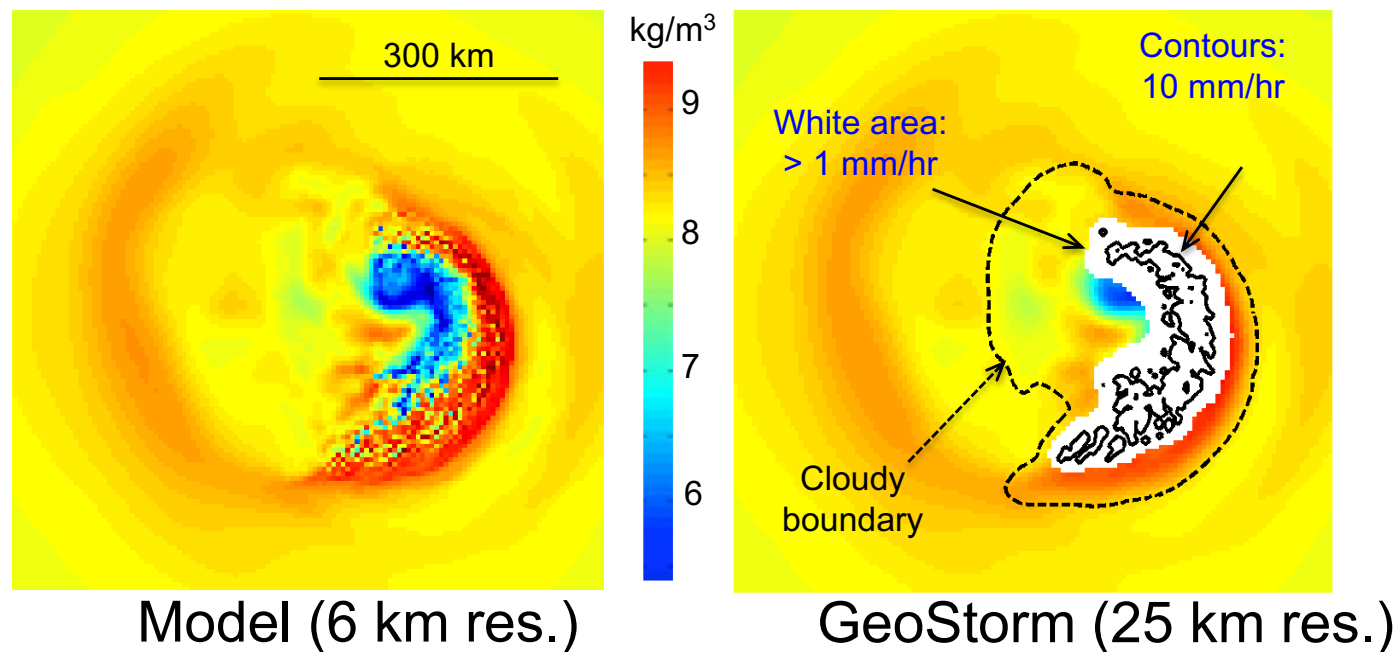 kg/m³
300 km
9
8
7
6
Contours:
10 mm/hr
White area:
> 1 mm/hr
Cloudy
boundary
Model (6 km res.)
GeoStorm (25 km res.)